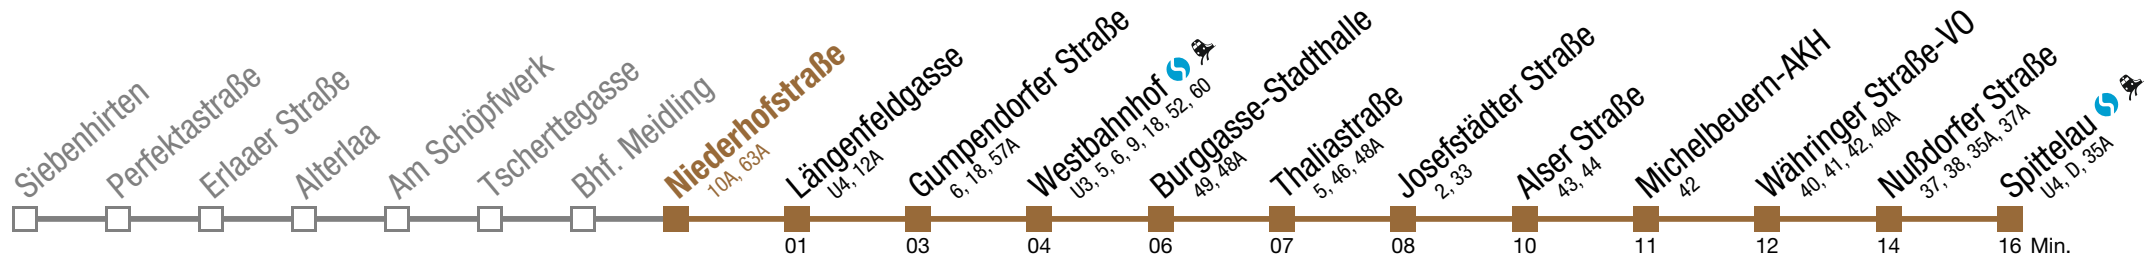 Siebenhirten
Perfektastraße
Erlaaer Straße
Alterlaa
Am Schöpfwerk
Tscherttegasse
Bhf. Meidling
Niederhofstraße
10A, 63A
Längenfeldgasse
U4, 12A
Gumpendorfer Straße
6, 18, 57A
Westbahnhof
U3, 5, 6, 9, 18, 52, 60
Burggasse-Stadthalle
49, 48A
Thaliastraße
5, 46, 48A
Josefstädter Straße
2, 33
Alser Straße
43, 44
Michelbeuern-AKH
42
Währinger Straße-VO
40, 41, 42, 40A
Nußdorfer Straße
37, 38, 35A, 37A
Spittelau
U4, D, 35A
01 03 04 06 07 08 10 11 12 14 16 Min.